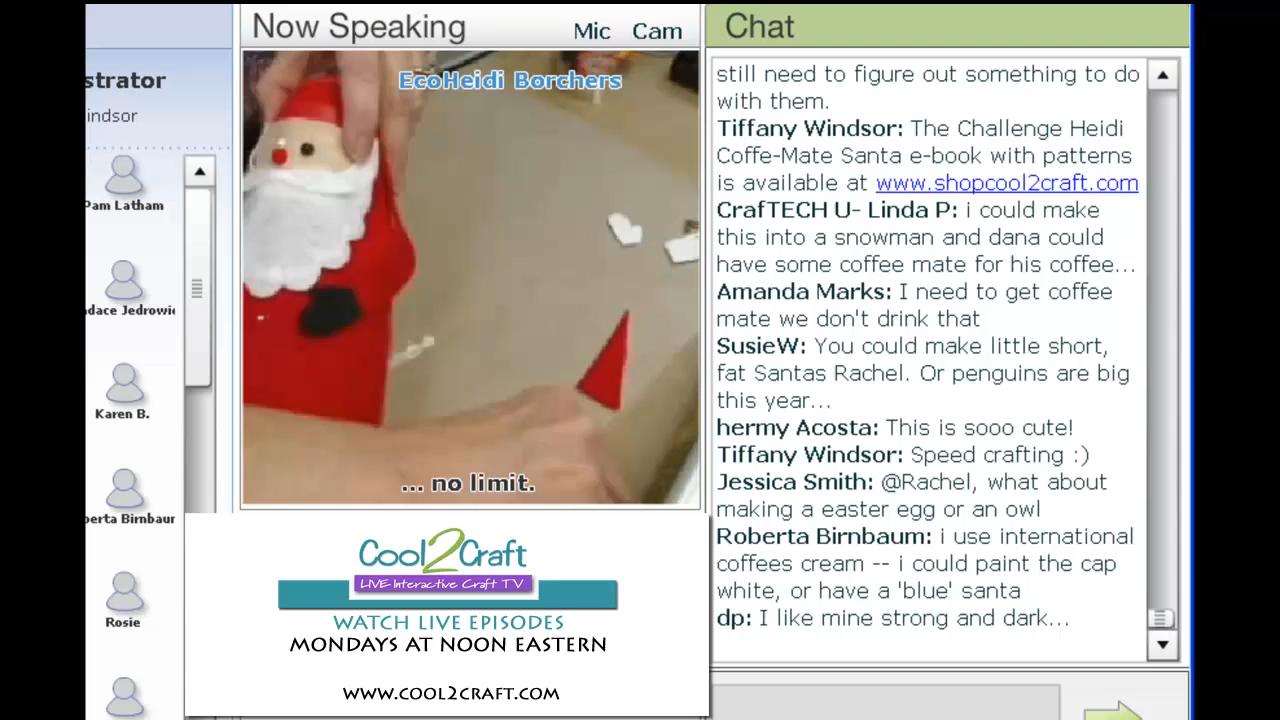 strator
indsor
Pam Latham
dace Jedrowic
Karen B.
berta Birnbaur
Rosie
Now Speaking
Mic Cam
EcoHeidi Borchers
... no limit.
Cool2Craft
LIVE Interactive Craft TV
WATCH LIVE EPISODES
MONDAYS AT NOON EASTERN
WWW.COOL2CRAFT.COM
Chat
still need to figure out something to do
with them.
Tiffany Windsor: The Challenge Heidi
Coffe-Mate Santa e-book with patterns
is available at www.shopcool2craft.com
CrafTECH U- Linda P: i could make
this into a snowman and dana could
have some coffee mate for his coffee...
Amanda Marks: I need to get coffee
mate we don't drink that
SusieW: You could make little short,
fat Santas Rachel. Or penguins are big
this year...
hermy Acosta: This is sooo cute!
Tiffany Windsor: Speed crafting :)
Jessica Smith: @Rachel, what about
making a easter egg or an owl
Roberta Birnbaum: i use international
coffees cream -- i could paint the cap
white, or have a 'blue' santa
dp: I like mine strong and dark...